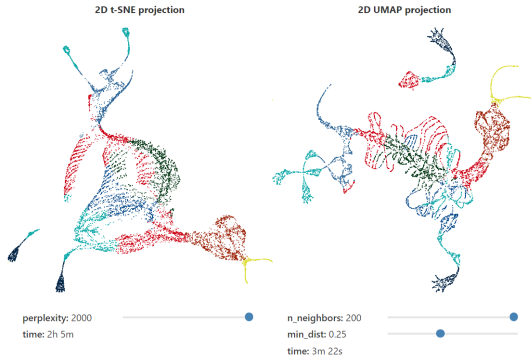 2D t-SNE projection
2D UMAP projection
perplexity: 2000
time: 2h 5m
n_neighbors: 200
min_dist: 0.25
time: 3m 22s